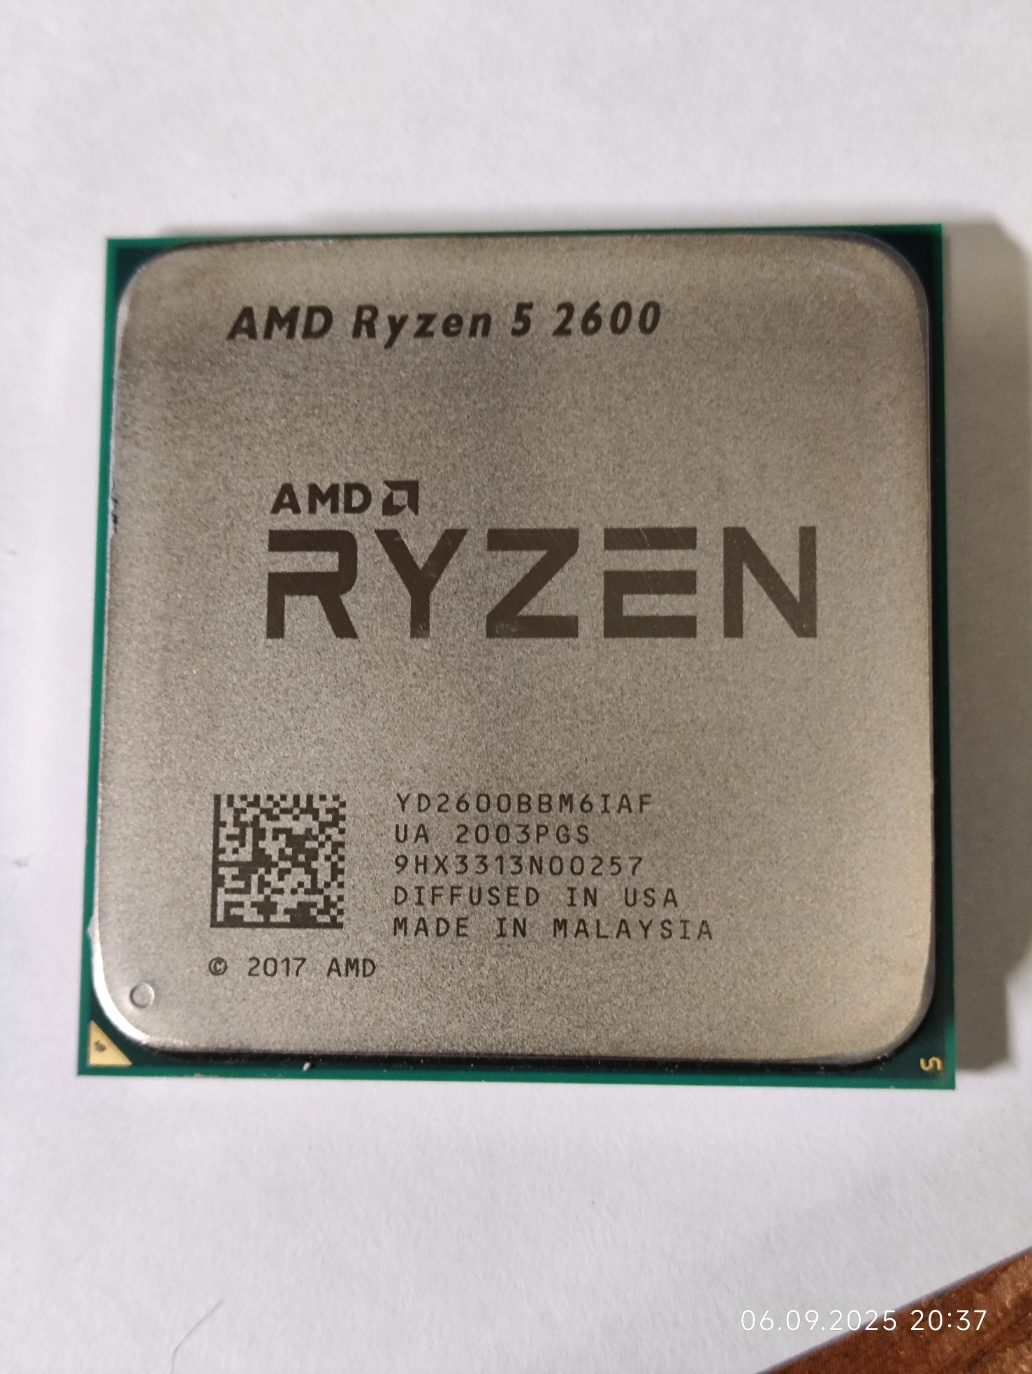 AMD Ryzen 5 2600
AMD
RYZEN
YD2600BBM6IAF
UA 2003PGS
9HX3313N00257
DIFFUSED IN USA
MADE IN MALAYSIA
© 2017 AMD
S
06.09.2025 20:37